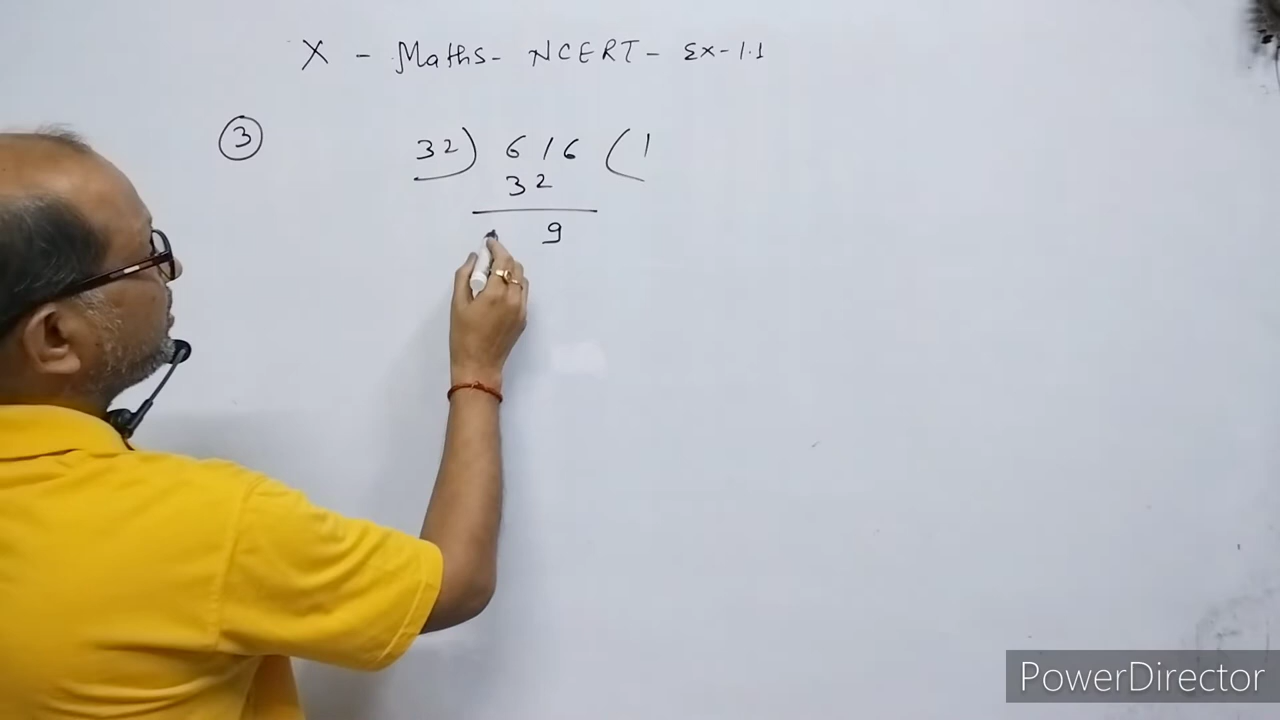 X - Maths - NCERT - Ex-1.1
③ 32) 616 (1
32
9
PowerDirector